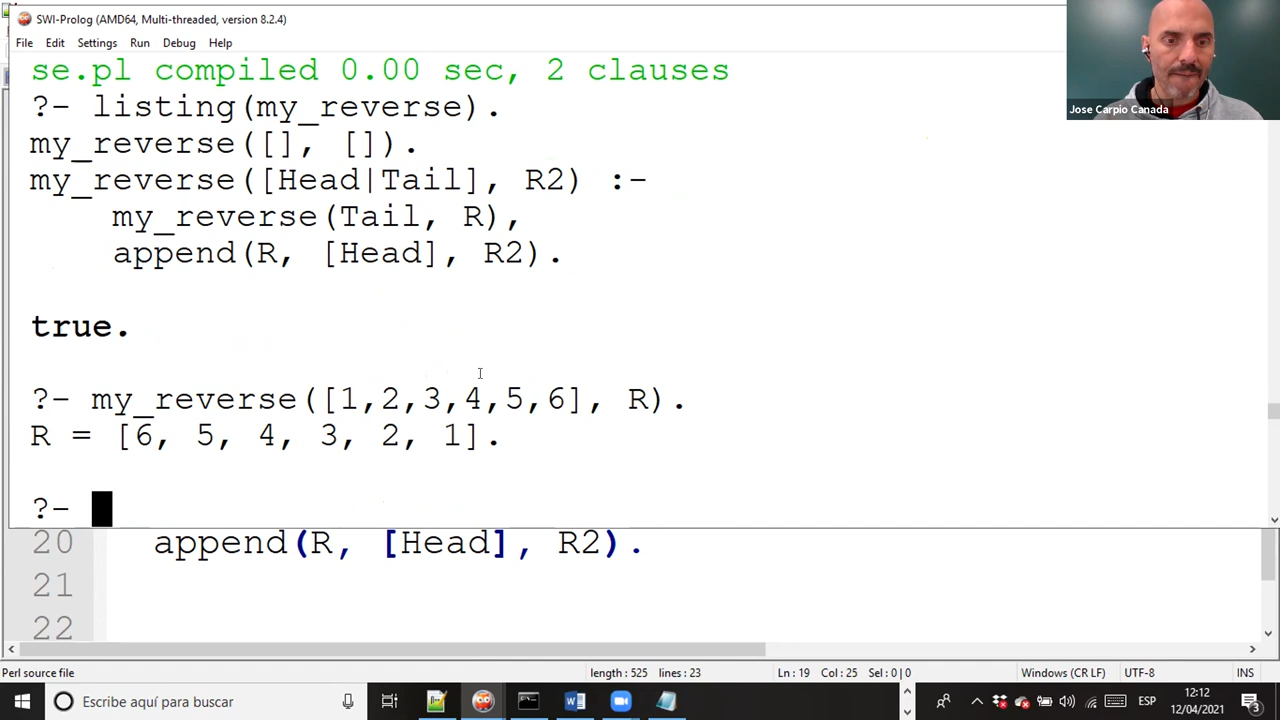 SWI-Prolog (AMD64, Multi-threaded, version 8.2.4)
File Edit Settings Run Debug Help
se.pl compiled 0.00 sec, 2 clauses
?- listing(my_reverse).
my_reverse([], []).
my_reverse([Head|Tail], R2) :-
my_reverse(Tail, R),
append(R, [Head], R2).
true.
?- my_reverse([1,2,3,4,5,6], R).
R = [6, 5, 4, 3, 2, 1].
?-
Jose Carpio Canada
20 append(R, [Head], R2).
21
22
Perl source file length : 525 lines : 23 Ln : 19 Col : 25 Sel : 0 | 0 Windows (CR LF) UTF-8 INS
Escribe aquí para buscar ESP 12:12
12/04/2021 3